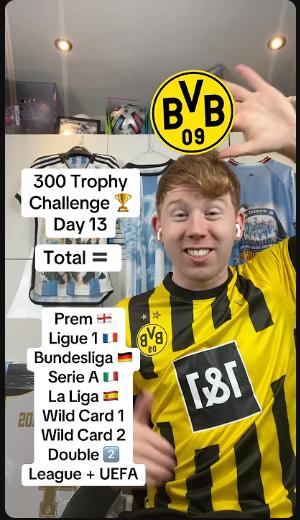 BVB
09
300 Trophy
Challenge 🏆
Day 13
Total =
Prem 🏴󠁧󠁢󠁥󠁮󠁧󠁿
Ligue 1 🇫🇷
Bundesliga 🇩🇪
Serie A 🇮🇹
La Liga 🇪🇸
Wild Card 1
Wild Card 2
Double 2️⃣
League + UEFA
BVB
09
1&1